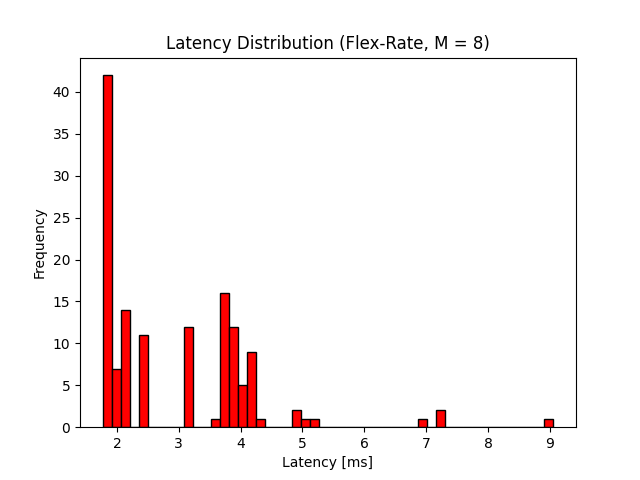 Latency Distribution (Flex-Rate, M = 8)
Frequency
40
35
30
25
20
15
10
5
0
2 3 4 5 6 7 8 9
Latency [ms]